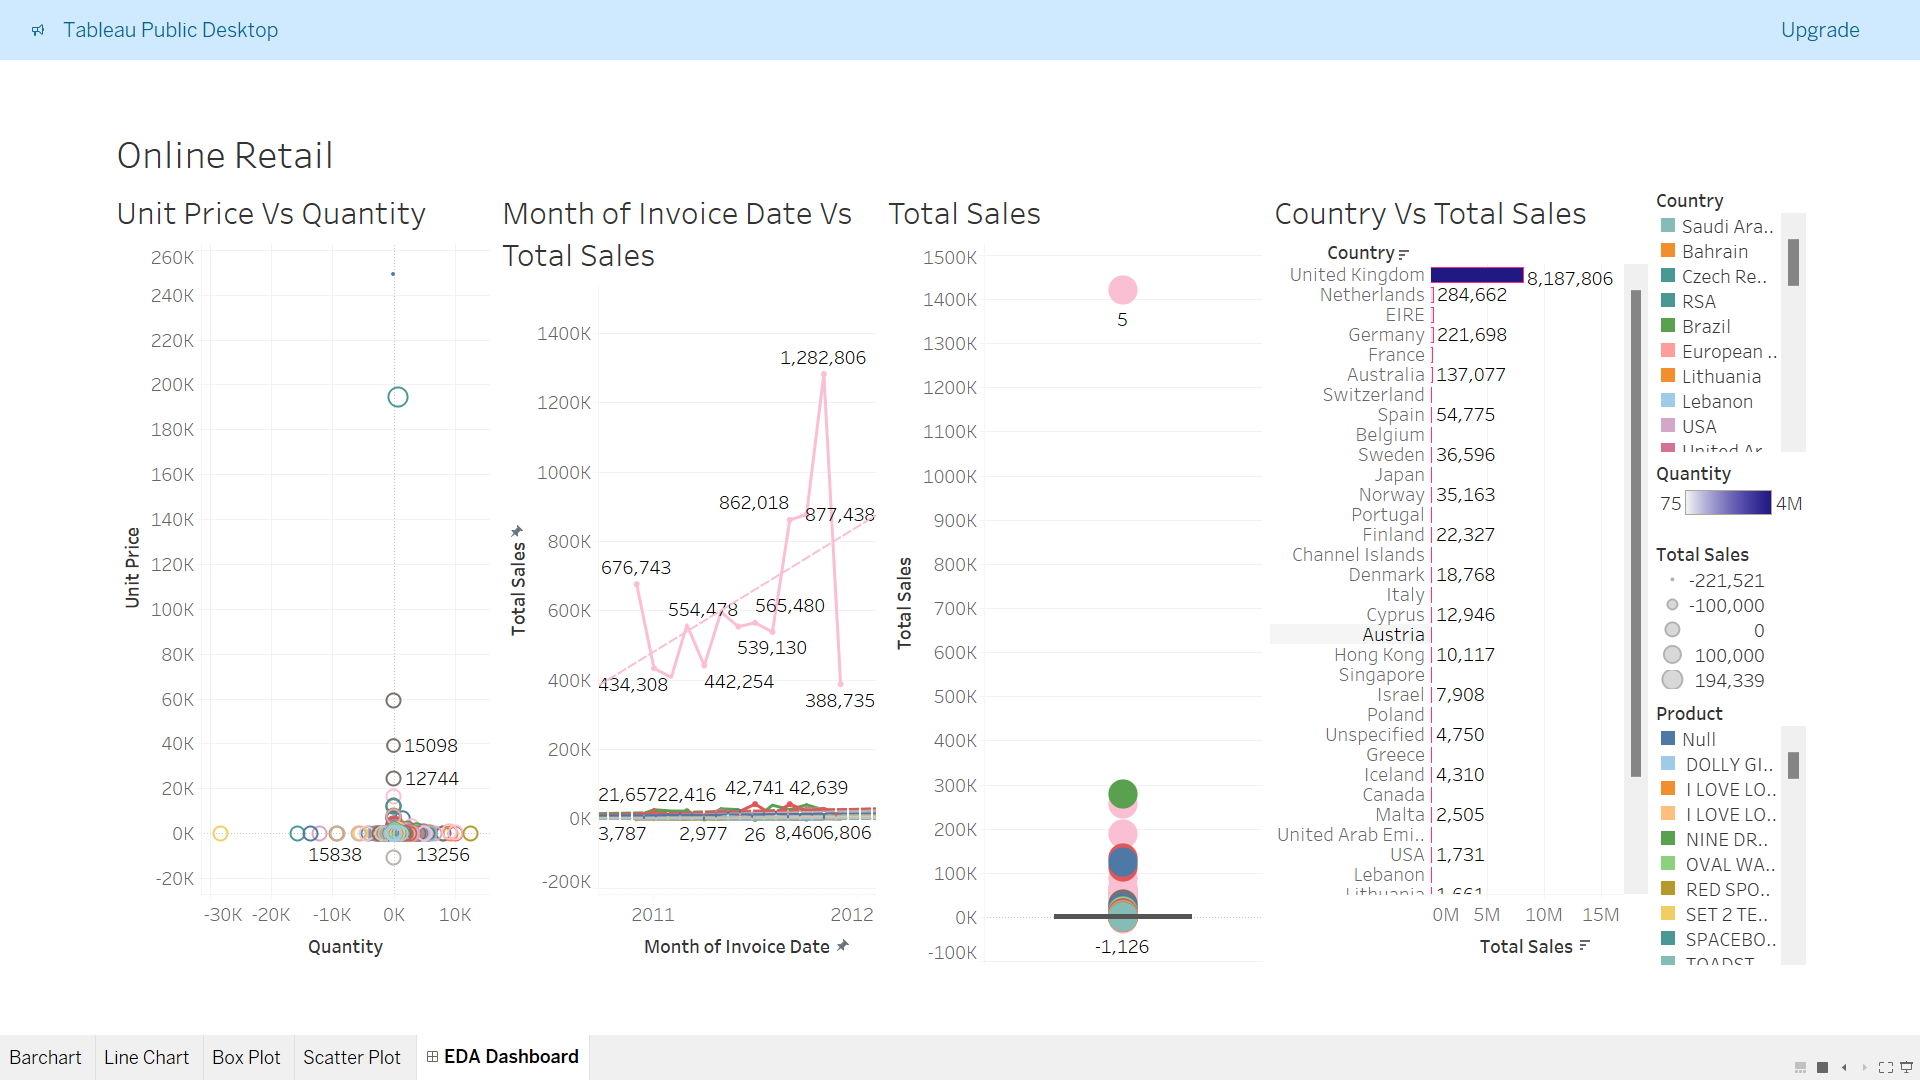 Tableau Public Desktop
Upgrade
Online Retail
Unit Price Vs Quantity
260K
240K
220K
200K
180K
160K
140K
120K
100K
80K
60K
40K
20K
0K
-20K
Unit Price
15098
12744
15838
13256
-30K
-20K
-10K
0K
10K
Quantity
Month of Invoice Date Vs
Total Sales
1400K
1200K
1000K
800K
600K
400K
200K
0K
-200K
Total Sales
1,282,806
862,018
877,438
676,743
554,478
565,480
539,130
434,308
442,254
388,735
21,657
22,416
42,741
42,639
3,787
2,977
26
8,460
6,806
2011
2012
Month of Invoice Date
Total Sales
1500K
1400K
1300K
1200K
1100K
1000K
900K
800K
700K
600K
500K
400K
300K
200K
100K
0K
-100K
Total Sales
5
-1,126
Country Vs Total Sales
Country
United Kingdom 8,187,806
Netherlands 284,662
EIRE
Germany 221,698
France
Australia 137,077
Switzerland
Spain 54,775
Belgium
Sweden 36,596
Japan
Norway 35,163
Portugal
Finland 22,327
Channel Islands
Denmark 18,768
Italy
Cyprus 12,946
Austria
Hong Kong 10,117
Singapore
Israel 7,908
Poland
Unspecified 4,750
Greece
Iceland 4,310
Canada
Malta 2,505
United Arab Emi..
USA 1,731
Lebanon
Lithuania 1,661
0M
5M
10M
15M
Total Sales
Country
Saudi Ara..
Bahrain
Czech Re..
RSA
Brazil
European ..
Lithuania
Lebanon
USA
United Ar..
Quantity
75
4M
Total Sales
-221,521
-100,000
0
100,000
194,339
Product
Null
DOLLY GI..
I LOVE LO..
I LOVE LO..
NINE DR..
OVAL WA..
RED SPO..
SET 2 TE..
SPACEBO..
TOADST..
Barchart
Line Chart
Box Plot
Scatter Plot
EDA Dashboard